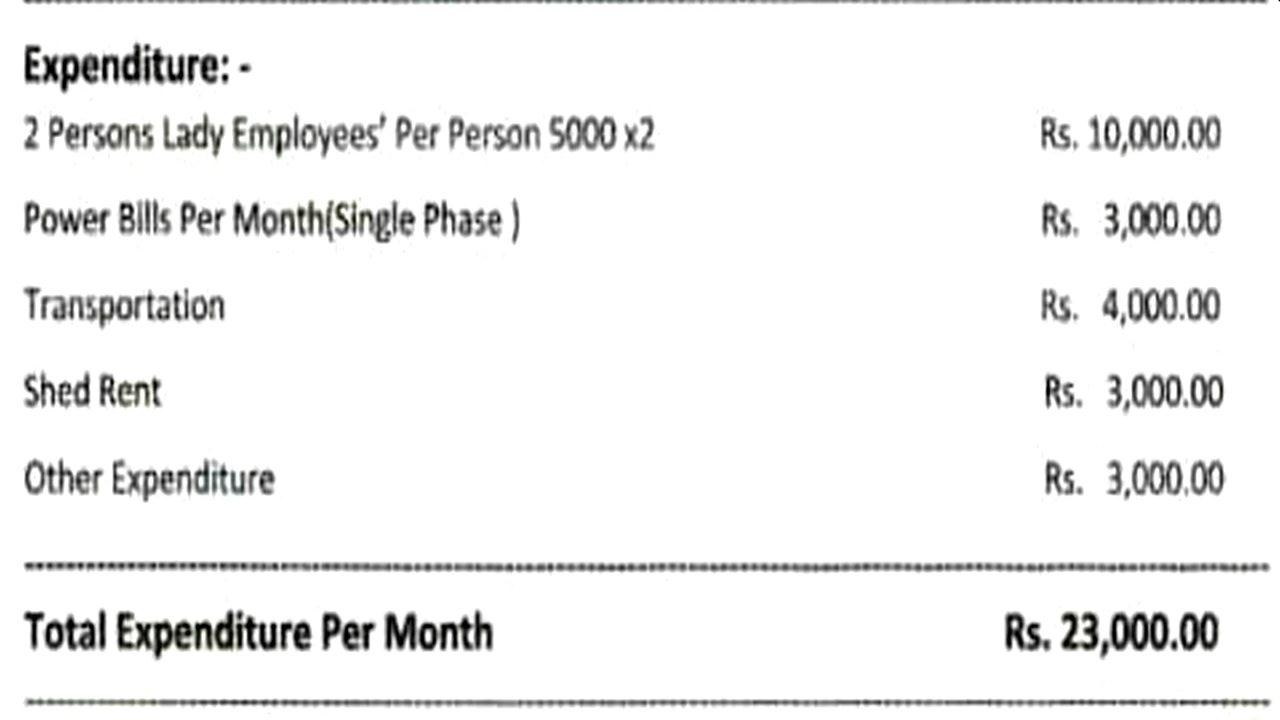 Expenditure: -
2 Persons Lady Employees' Per Person 5000 x2 Rs. 10,000.00
Power Bills Per Month(Single Phase ) Rs. 3,000.00
Transportation Rs. 4,000.00
Shed Rent Rs. 3,000.00
Other Expenditure Rs. 3,000.00
Total Expenditure Per Month Rs. 23,000.00